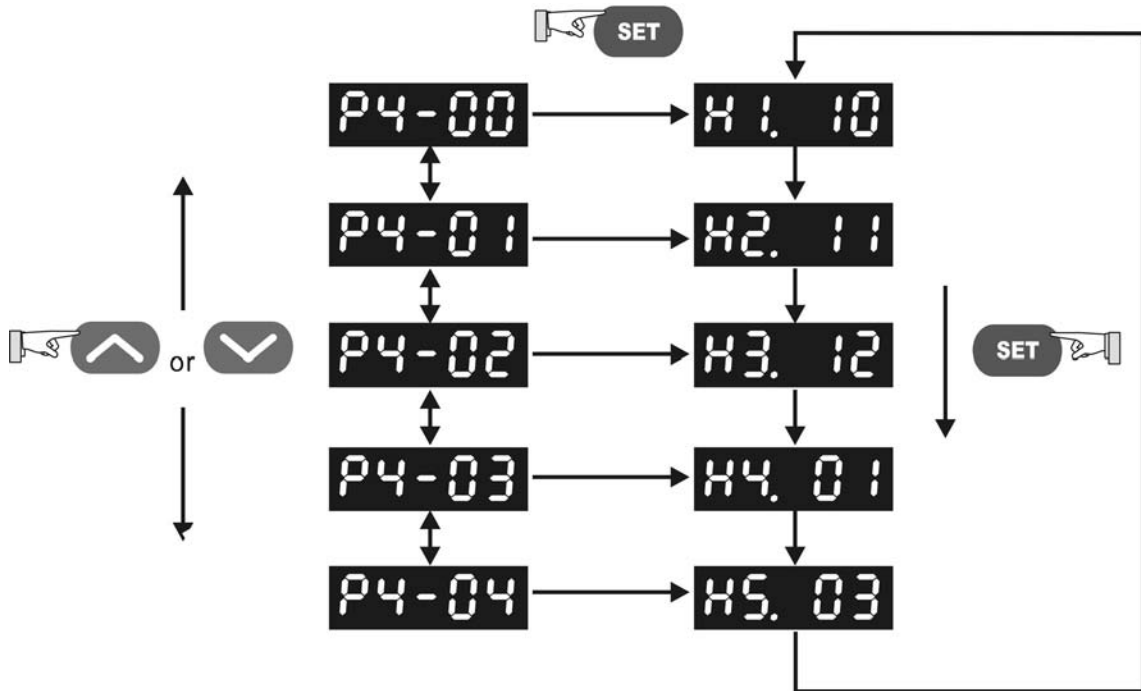 SET
P4-00
H1. 10
P4-01
H2. 11
or
P4-02
H3. 12
SET
P4-03
H4. 01
P4-04
H5. 03